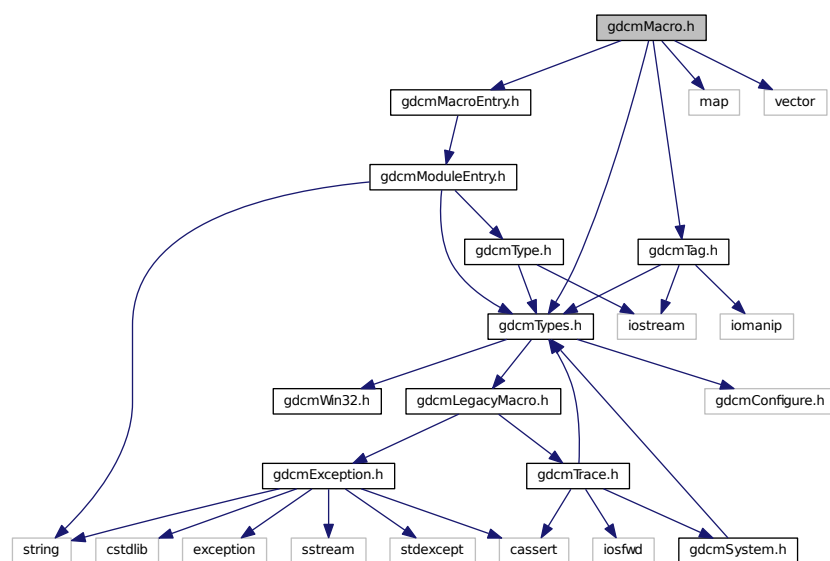 gdcmMacro.h
gdcmMacroEntry.h
map
vector
gdcmModuleEntry.h
gdcmType.h
gdcmTag.h
gdcmTypes.h
iostream
iomanip
gdcmWin32.h
gdcmLegacyMacro.h
gdcmConfigure.h
gdcmException.h
gdcmTrace.h
string
cstdlib
exception
sstream
stdexcept
cassert
iosfwd
gdcmSystem.h